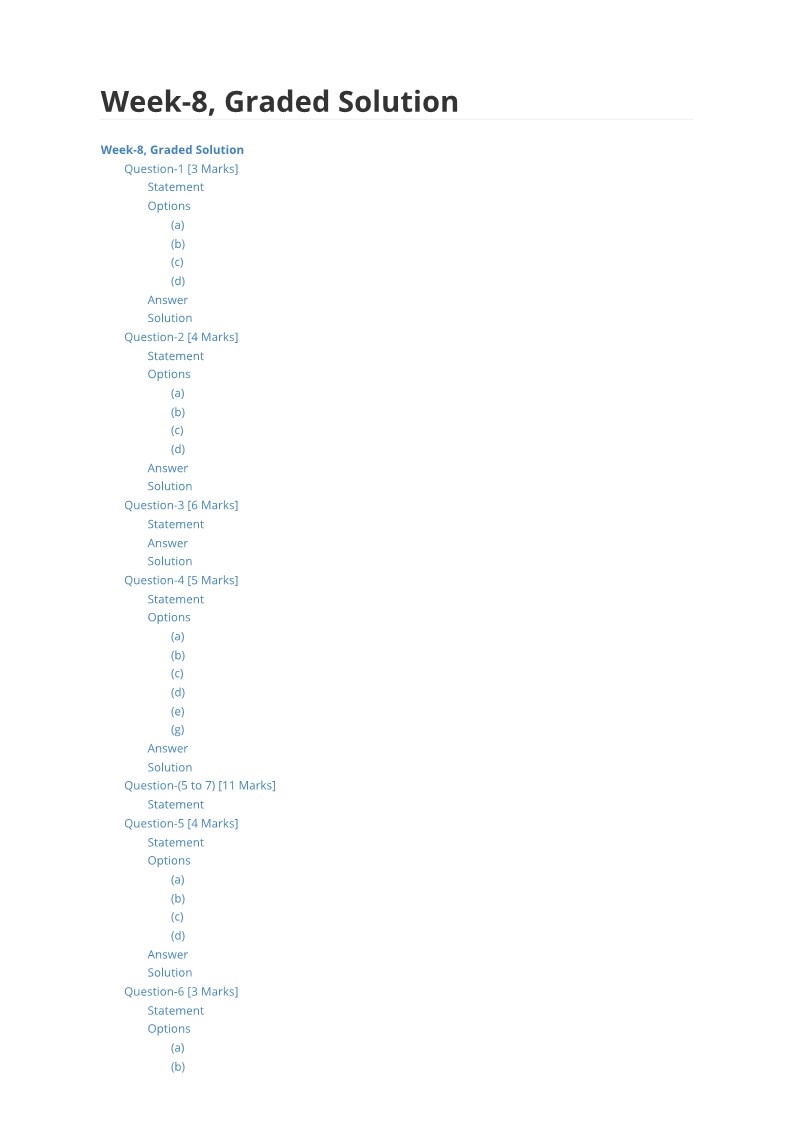 Week-8, Graded Solution
Week-8, Graded Solution
Question-1 [3 Marks]
Statement
Options
(a)
(b)
(c)
(d)
Answer
Solution
Question-2 [4 Marks]
Statement
Options
(a)
(b)
(c)
(d)
Answer
Solution
Question-3 [6 Marks]
Statement
Answer
Solution
Question-4 [5 Marks]
Statement
Options
(a)
(b)
(c)
(d)
(e)
(g)
Answer
Solution
Question-(5 to 7) [11 Marks]
Statement
Question-5 [4 Marks]
Statement
Options
(a)
(b)
(c)
(d)
Answer
Solution
Question-6 [3 Marks]
Statement
Options
(a)
(b)